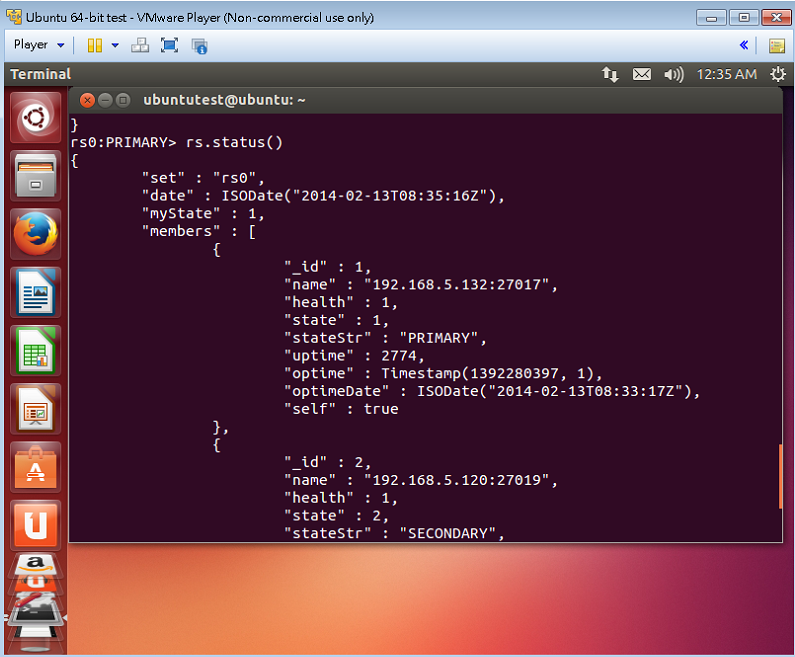 Ubuntu 64-bit test - VMware Player (Non-commercial use only)
Player
Terminal
12:35 AM
ubuntutest@ubuntu: ~
}
rs0:PRIMARY> rs.status()
{
"set" : "rs0",
"date" : ISODate("2014-02-13T08:35:16Z"),
"myState" : 1,
"members" : [
{
"_id" : 1,
"name" : "192.168.5.132:27017",
"health" : 1,
"state" : 1,
"stateStr" : "PRIMARY",
"uptime" : 2774,
"optime" : Timestamp(1392280397, 1),
"optimeDate" : ISODate("2014-02-13T08:33:17Z"),
"self" : true
},
{
"_id" : 2,
"name" : "192.168.5.120:27019",
"health" : 1,
"state" : 2,
"stateStr" : "SECONDARY",